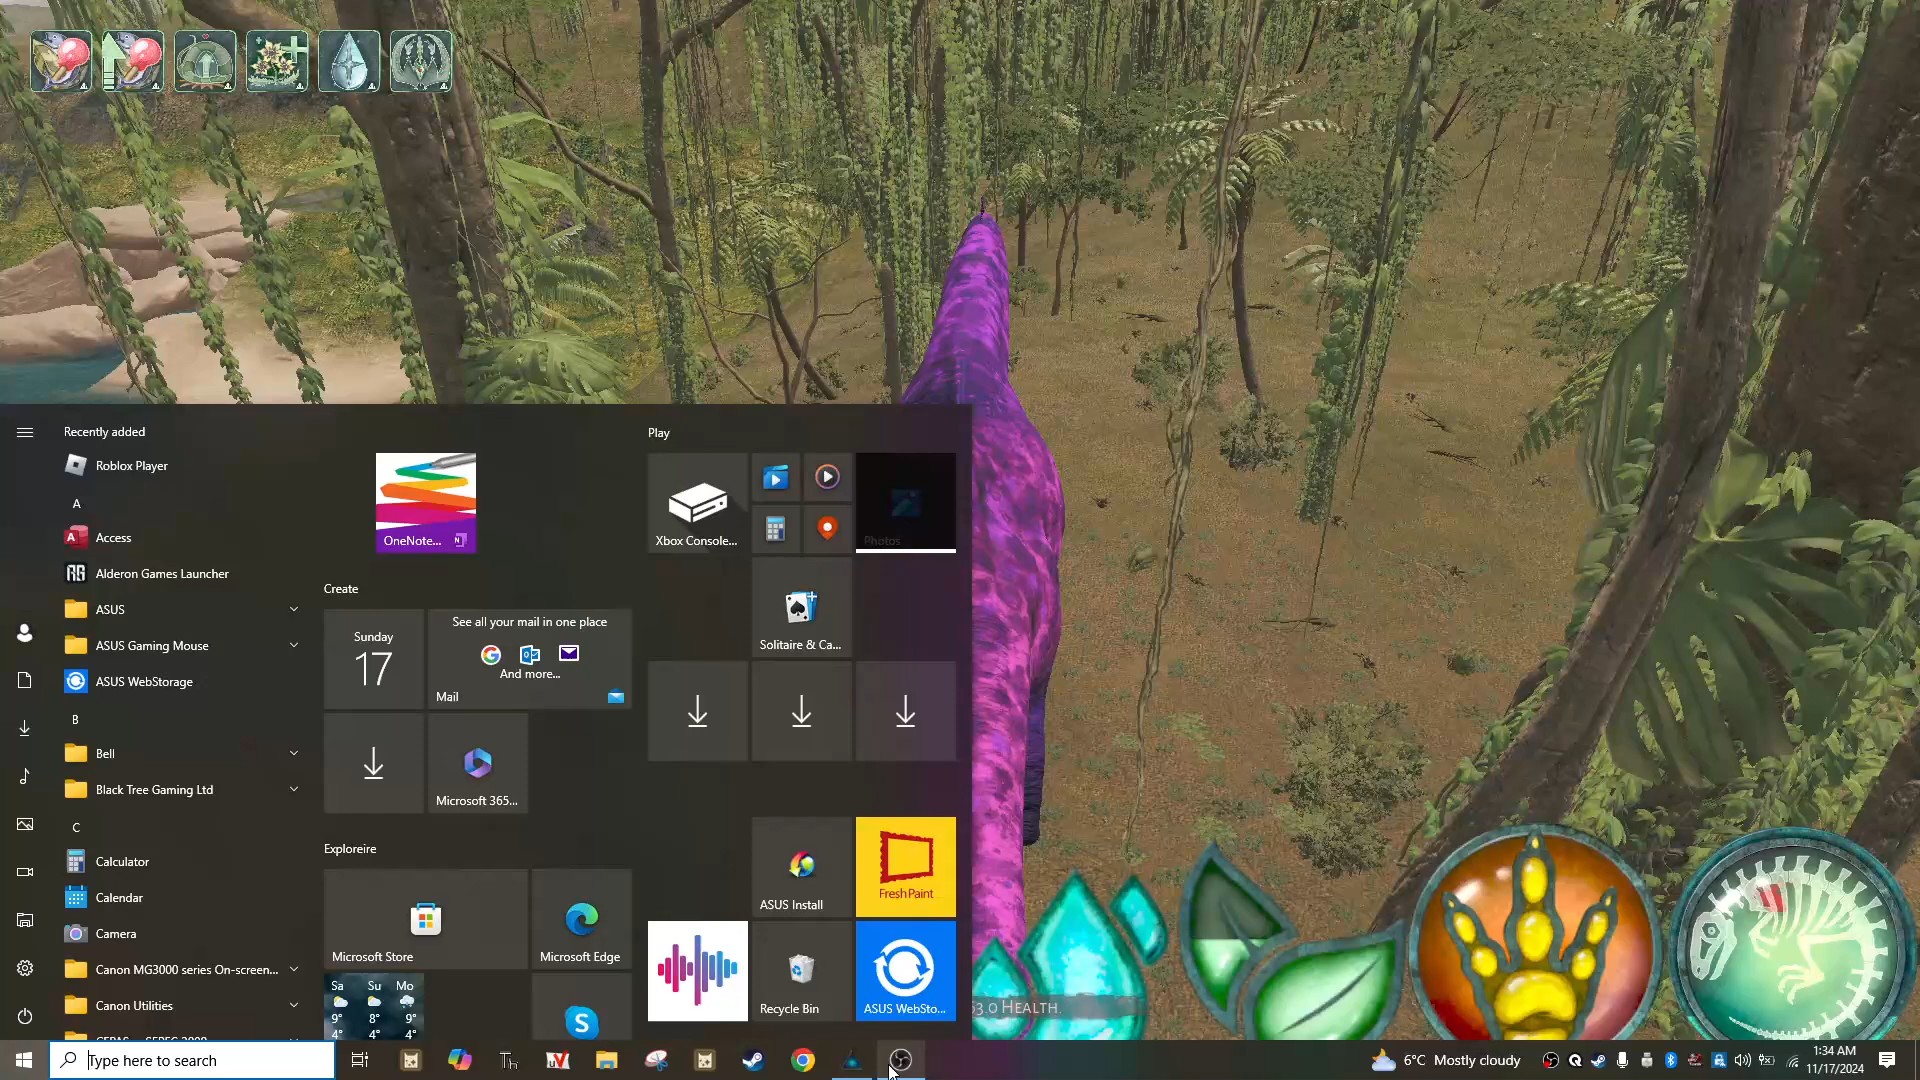 Recently added
Roblox Player
A
Access
Alderon Games Launcher
ASUS
ASUS Gaming Mouse
ASUS WebStorage
B
Bell
Black Tree Gaming Ltd
C
Calculator
Calendar
Camera
Canon MG3000 series On-screen...
Canon Utilities
OneNote...
Create
Sunday
17
See all your mail in one place
And more...
Mail
Microsoft 365...
Exploreire
Microsoft Store
Microsoft Edge
Sa Su Mo
9° 8° 9°
4° 4° 4°
Play
Xbox Console...
Photos
Solitaire & Ca...
ASUS Install
Fresh Paint
Recycle Bin
ASUS WebSto...
3.0 HEALTH
Type here to search
6°C Mostly cloudy
1:34 AM
11/17/2024